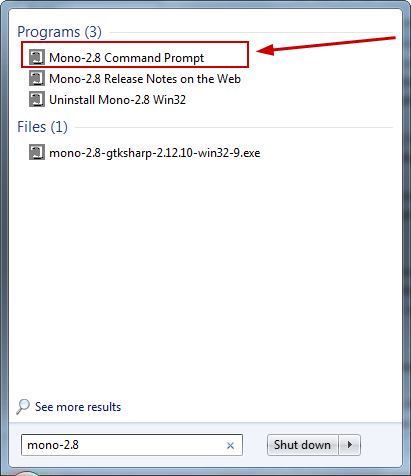 Programs (3)
Mono-2.8 Command Prompt
Mono-2.8 Release Notes on the Web
Uninstall Mono-2.8 Win32
Files (1)
mono-2.8-gtksharp-2.12.10-win32-9.exe
See more results
mono-2.8
Shut down